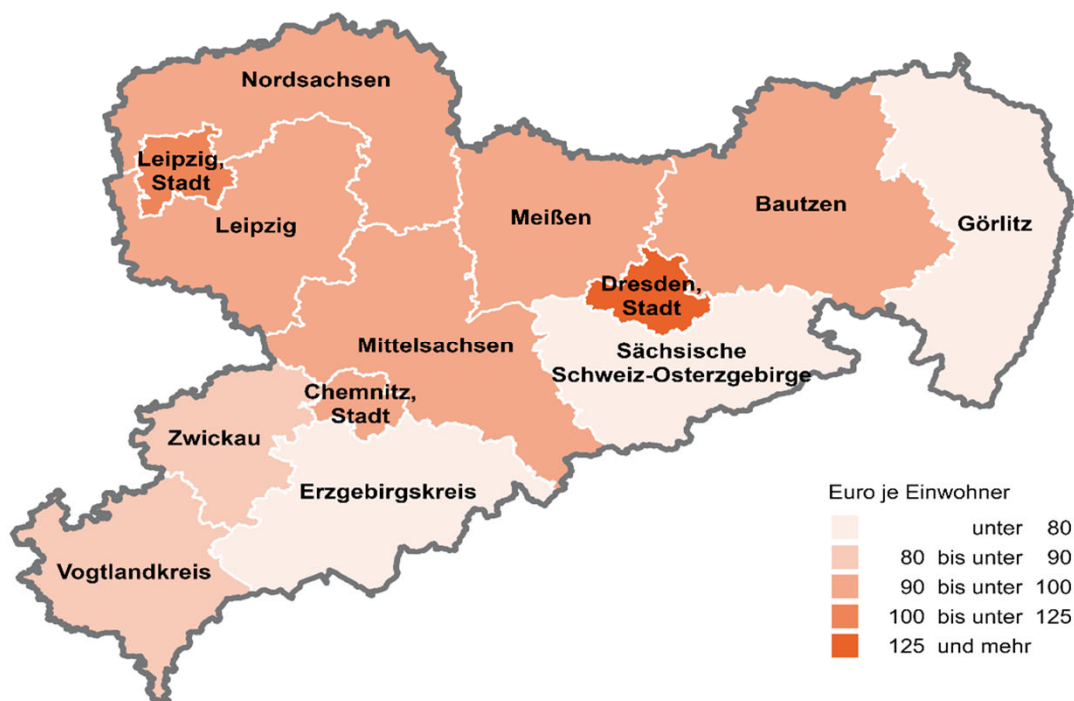 Nordsachsen
Leipzig,
Stadt
Leipzig
Meißen
Bautzen
Görlitz
Dresden,
Stadt
Mittelsachsen
Sächsische
Schweiz-Osterzgebirge
Chemnitz,
Stadt
Zwickau
Erzgebirgskreis
Vogtlandkreis
Euro je Einwohner
unter 80
80 bis unter 90
90 bis unter 100
100 bis unter 125
125 und mehr